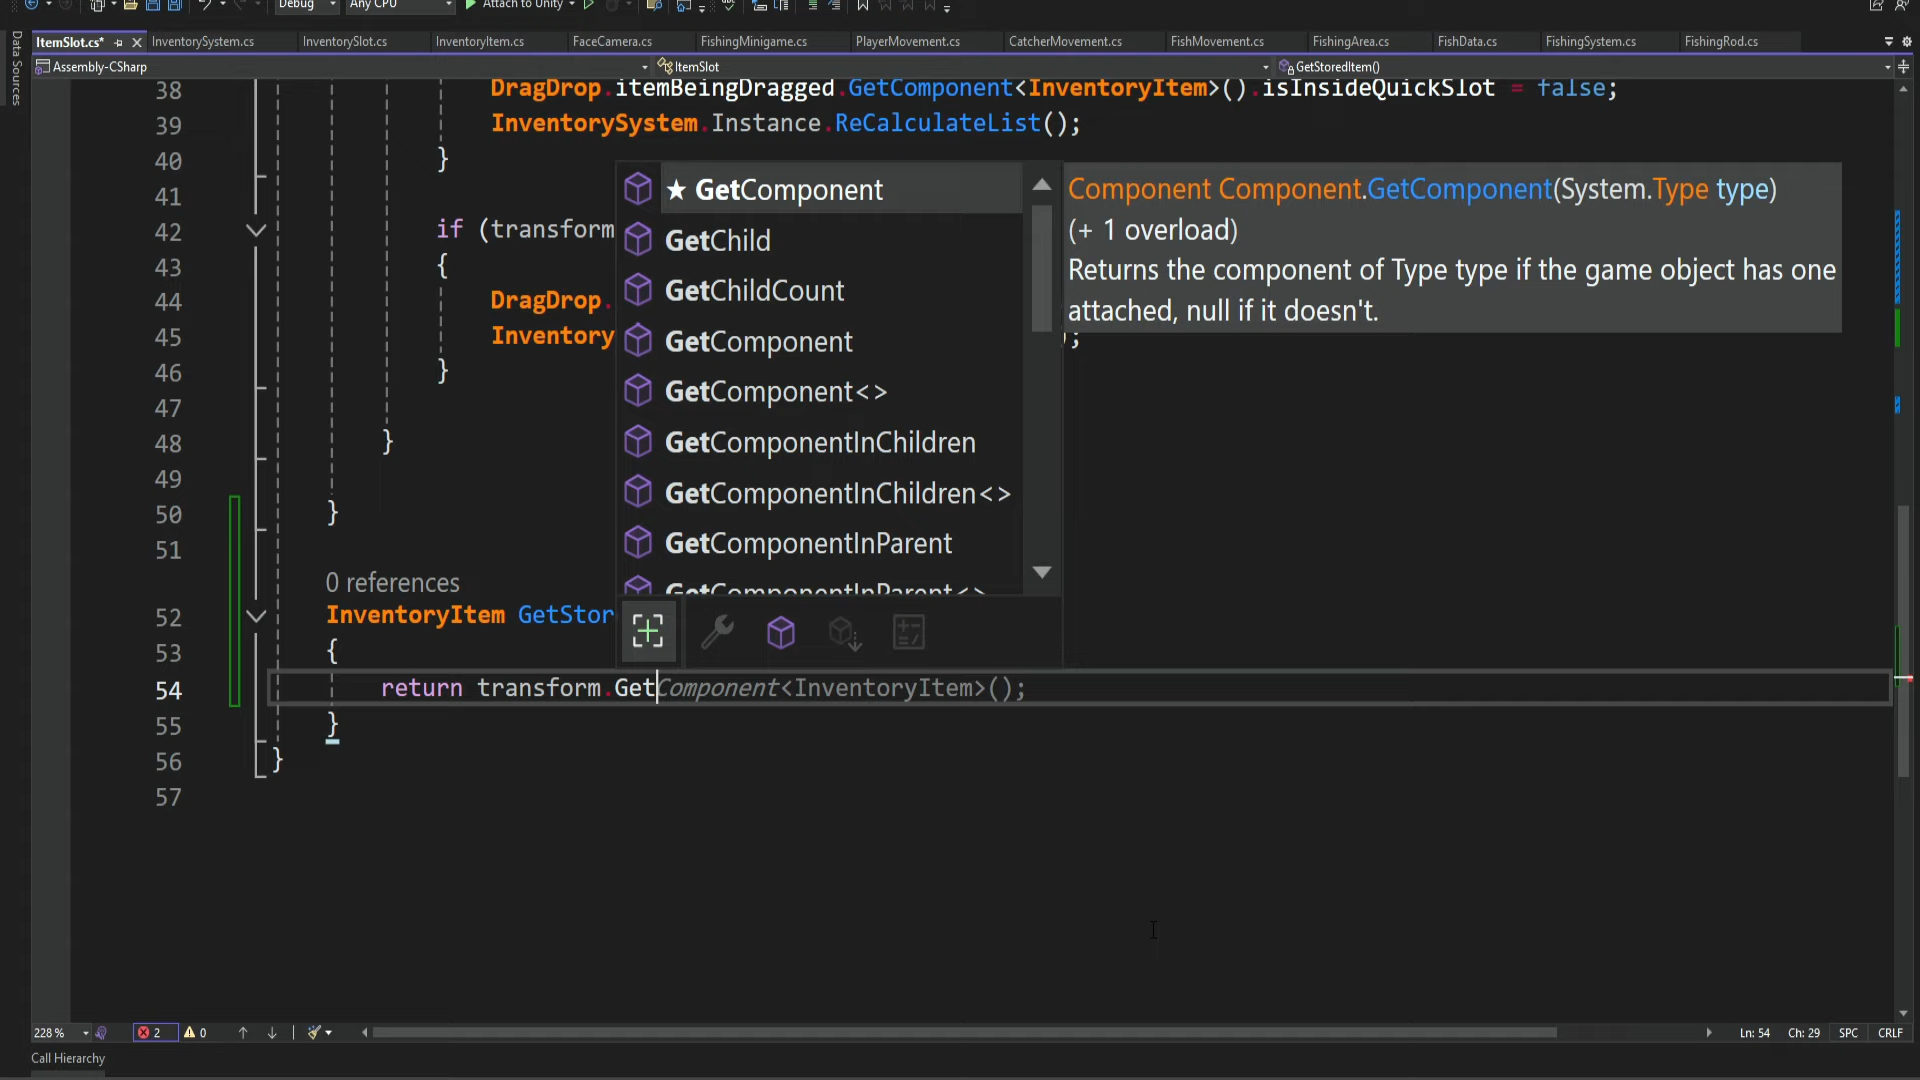 Debug Any CPU Attach to Unity
ItemSlot.cs* InventorySystem.cs InventorySlot.cs InventoryItem.cs FaceCamera.cs FishingMinigame.cs PlayerMovement.cs CatcherMovement.cs FishMovement.cs FishingArea.cs FishData.cs FishingSystem.cs FishingRod.cs
Data Sources
Assembly-CSharp ItemSlot GetStoredItem()
38 DragDrop.itemBeingDragged.GetComponent<InventoryItem>().isInsideQuickSlot = false;
39 InventorySystem.Instance.ReCalculateList();
40 }
41
42 if (transform
43 {
44 DragDrop.
45 Inventory );
46 }
47
48 }
49
50 }
51
0 references
52 InventoryItem GetStor
53 {
54 return transform.GetComponent<InventoryItem>();
55 }
56 }
57
★ GetComponent
GetChild
GetChildCount
GetComponent
GetComponent<>
GetComponentInChildren
GetComponentInChildren<>
GetComponentInParent
GetComponentInParent<>
Component Component.GetComponent(System.Type type)
(+ 1 overload)
Returns the component of Type type if the game object has one
attached, null if it doesn't.
228 % 2 0 Ln: 54 Ch: 29 SPC CRLF
Call Hierarchy